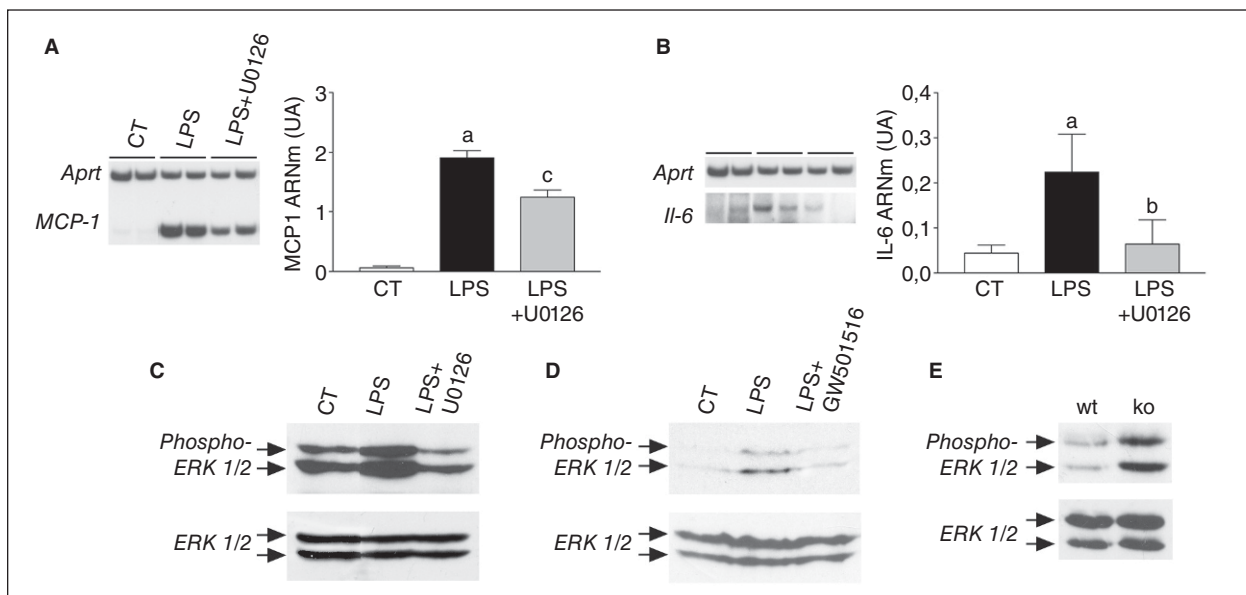 A
CT
LPS
LPS+U0126
Aprt
MCP-1
MCP1 ARNm (UA)
3
2
1
0
a
c
CT
LPS
LPS
+U0126
B
Aprt
Il-6
IL-6 ARNm (UA)
0,4
0,3
0,2
0,1
0,0
a
b
CT
LPS
LPS
+U0126
C
CT
LPS
LPS+
U0126
Phospho-
ERK 1/2
ERK 1/2
D
CT
LPS
LPS+
GW501516
Phospho-
ERK 1/2
ERK 1/2
E
wt
ko
Phospho-
ERK 1/2
ERK 1/2